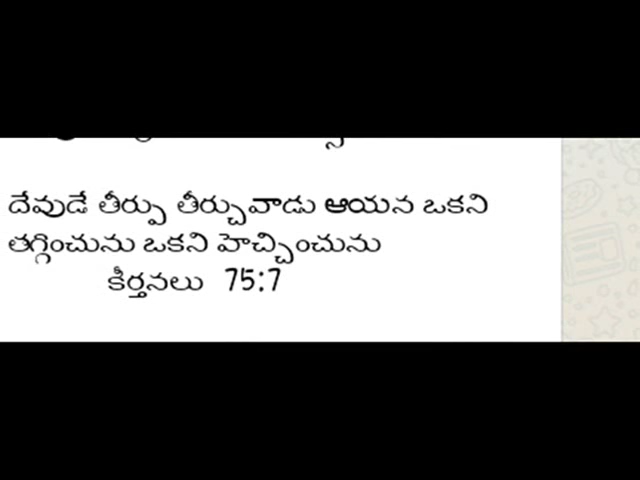 దేవుడే తీర్పు తీర్చువాడు ఆయన ఒకని
తగ్గించును ఒకని హెచ్చించును
కీర్తనలు 75:7